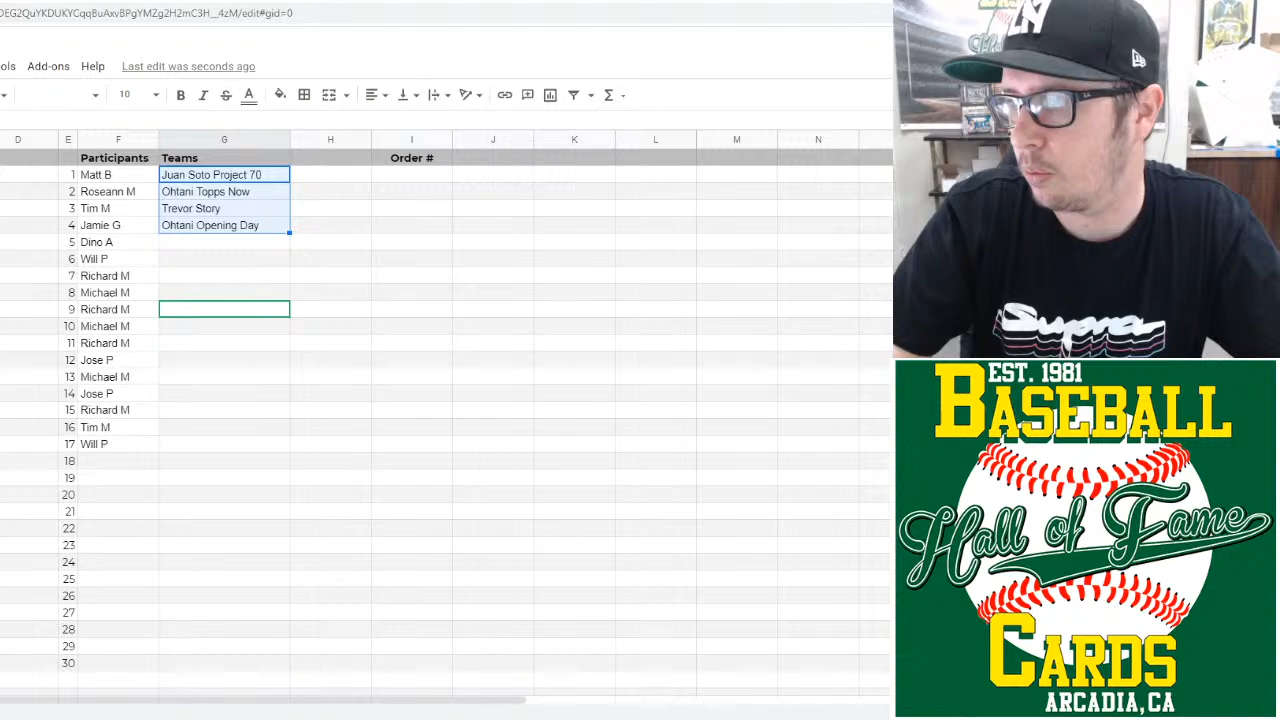 DEG2QuYKDUKYCqqBuAxvBPgYMZg2H2mC3H__4zM/edit#gid=0
ols Add-ons Help Last edit was seconds ago
10 B I S A
D E F G H I J K L M N
Participants Teams Order #
1 Matt B Juan Soto Project 70
2 Roseann M Ohtani Topps Now
3 Tim M Trevor Story
4 Jamie G Ohtani Opening Day
5 Dino A
6 Will P
7 Richard M
8 Michael M
9 Richard M
10 Michael M
11 Richard M
12 Jose P
13 Michael M
14 Jose P
15 Richard M
16 Tim M
17 Will P
18
19
20
21
22
23
24
25
26
27
28
29
30
Supra
EST. 1981
BASEBALL
Hall of Fame
CARDS
ARCADIA, CA